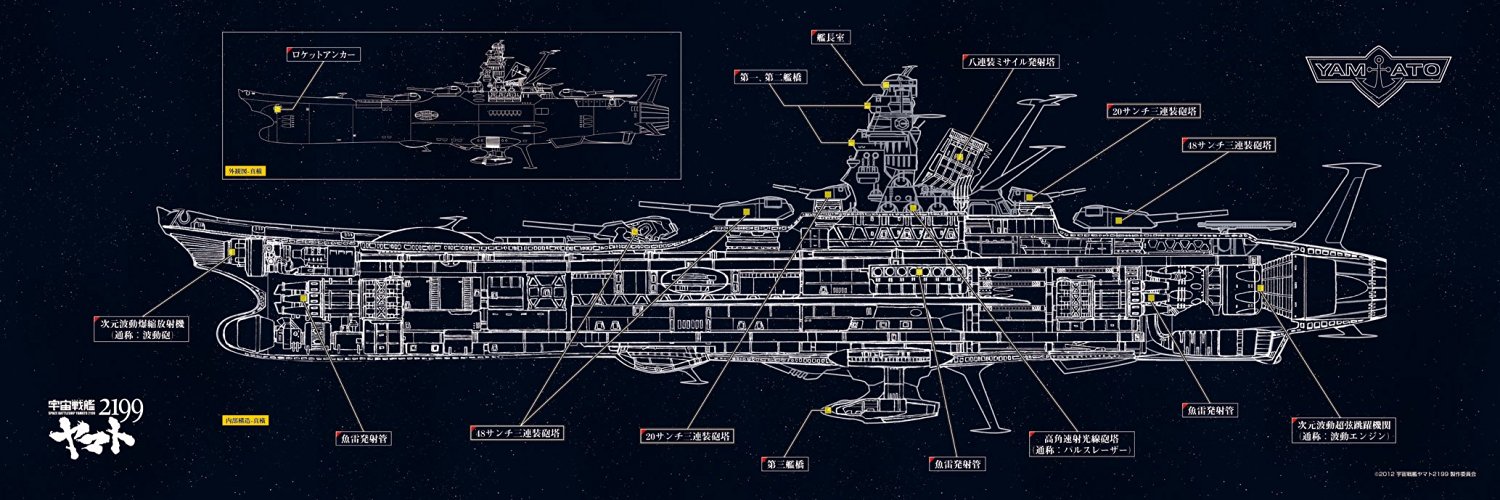 ロケットアンカー
外観図-真横
艦長室
第一、第二艦橋
八連装ミサイル発射塔
YAMATO
20サンチ三連装砲塔
48サンチ三連装砲塔
次元波動爆縮放射機
(通称：波動砲)
宇宙戦艦
2199
SPACE BATTLESHIP YAMATO 2199
ヤマト
内部構造-真横
魚雷発射管
48サンチ三連装砲塔
20サンチ三連装砲塔
第三艦橋
魚雷発射管
高角速射光線砲塔
(通称：パルスレーザー)
魚雷発射管
次元波動超弦跳躍機関
(通称：波動エンジン)
©2012 宇宙戦艦ヤマト2199 製作委員会